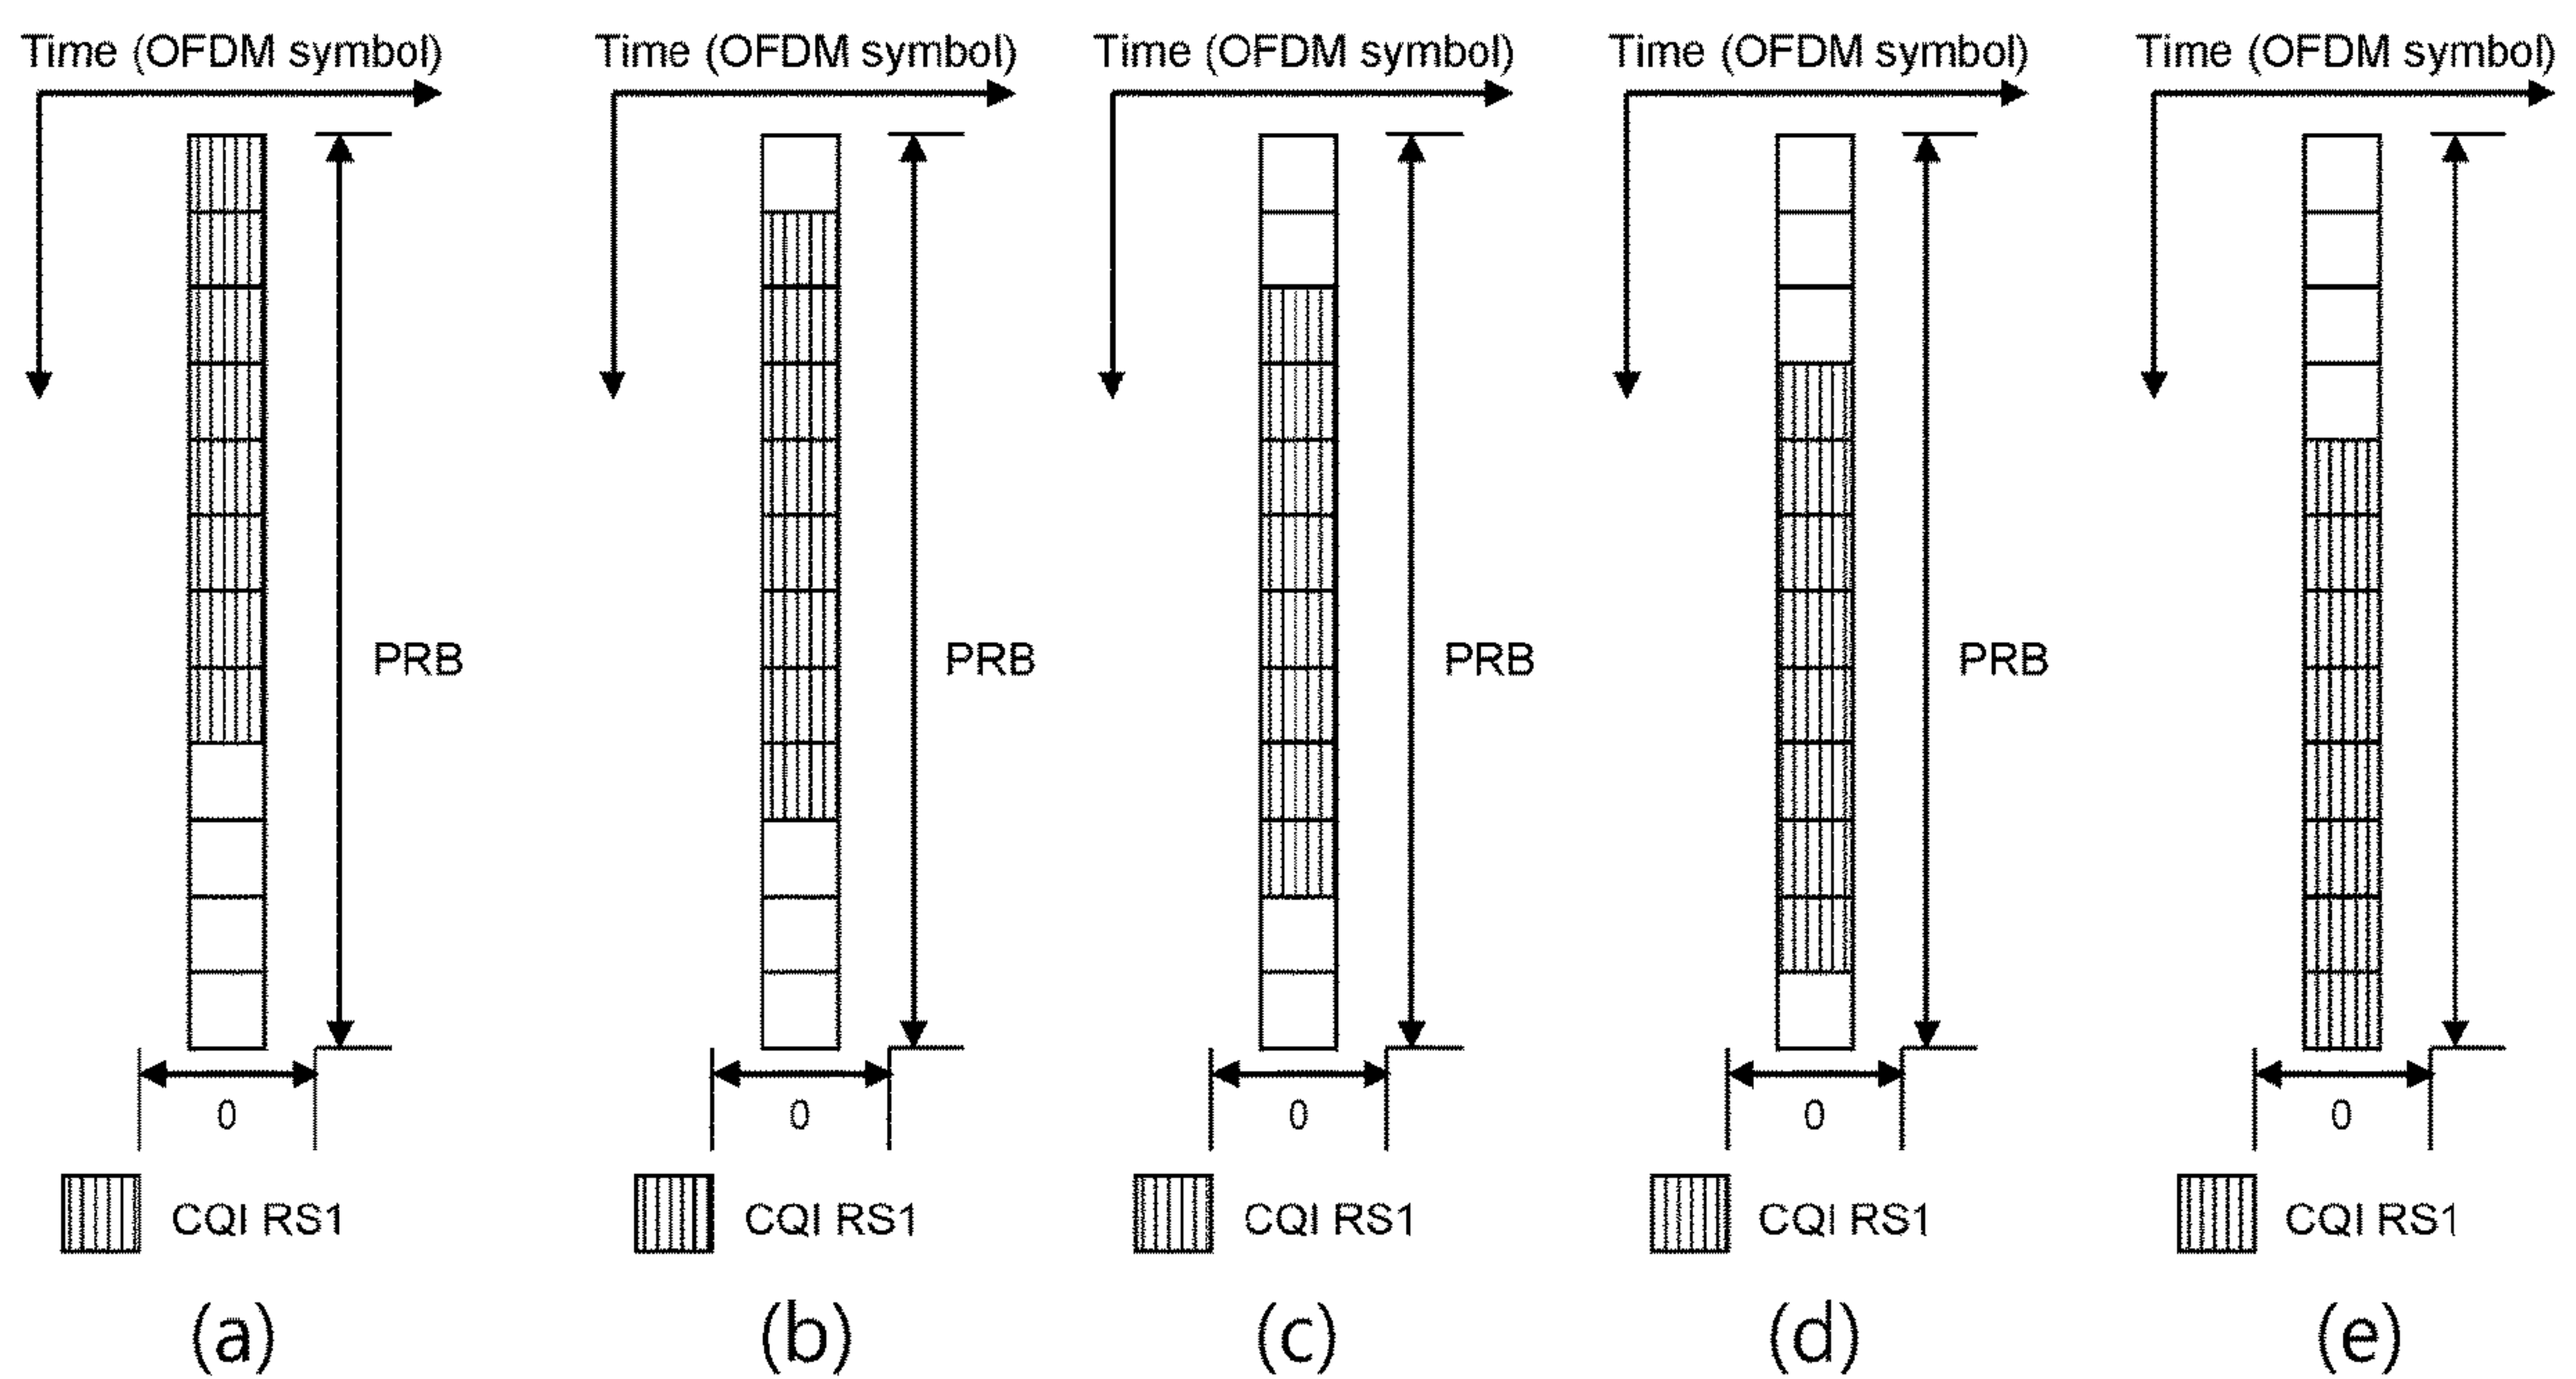 Time (OFDM symbol) Time (OFDM symbol) Time (OFDM symbol) Time (OFDM symbol) Time (OFDM symbol)
PRB PRB PRB PRB
0 0 0 0 0
CQI RS1 CQI RS1 CQI RS1 CQI RS1 CQI RS1
(a) (b) (c) (d) (e)